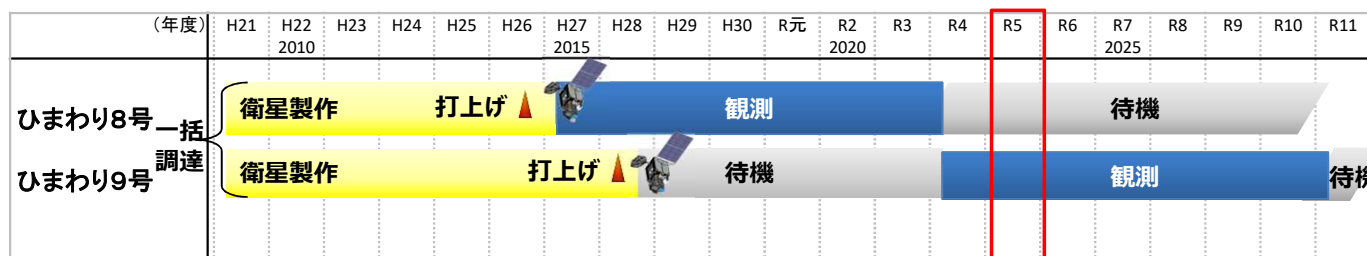 (年度) H21 H22 H23 H24 H25 H26 H27 H28 H29 H30 R元 R2 R3 R4 R5 R6 R7 R8 R9 R10 R11
2010 2015 2020 2025
ひまわり8号 衛星製作 打上げ 観測 待機
一括
調達
ひまわり9号 衛星製作 打上げ 待機 観測 待機